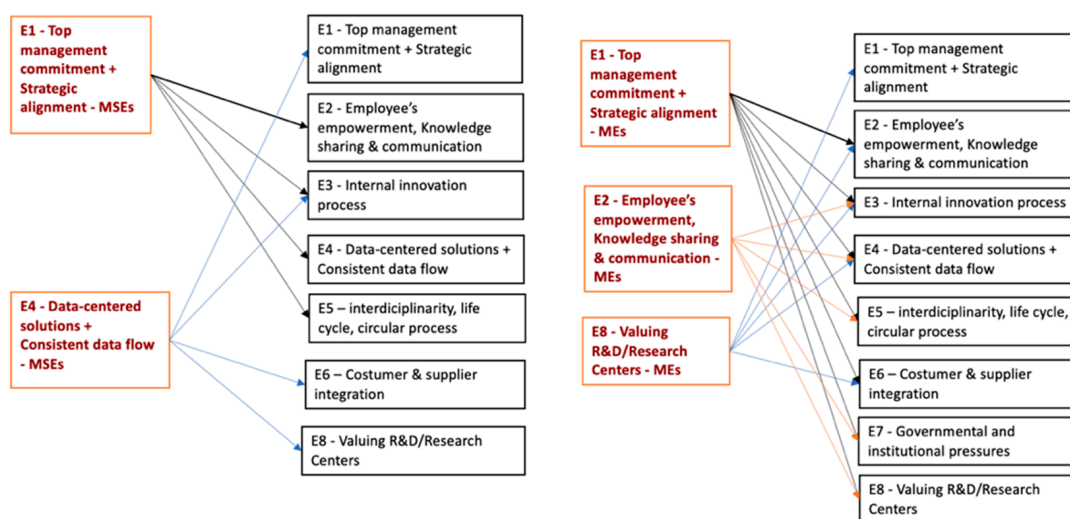 E1 - Top
management
commitment +
Strategic
alignment - MSEs
E4 - Data-centered
solutions +
Consistent data flow
- MSEs
E1 - Top management
commitment + Strategic
alignment
E2 - Employee's
empowerment, Knowledge
sharing & communication
E3 - Internal innovation
process
E4 - Data-centered solutions +
Consistent data flow
E5 – interdiciplinarity, life
cycle, circular process
E6 – Costumer & supplier
integration
E8 - Valuing R&D/Research
Centers
E1 - Top
management
commitment +
Strategic alignment -
MEs
E2 - Employee's
empowerment,
Knowledge sharing
& communication -
MEs
E8 - Valuing
R&D/Research
Centers - MEs
E1 - Top management
commitment + Strategic
alignment
E2 - Employee's
empowerment, Knowledge
sharing & communication
E3 - Internal innovation process
E4 - Data-centered solutions +
Consistent data flow
E5 – interdiciplinarity, life cycle,
circular process
E6 – Costumer & supplier
integration
E7 - Governmental and
institutional pressures
E8 - Valuing R&D/Research
Centers